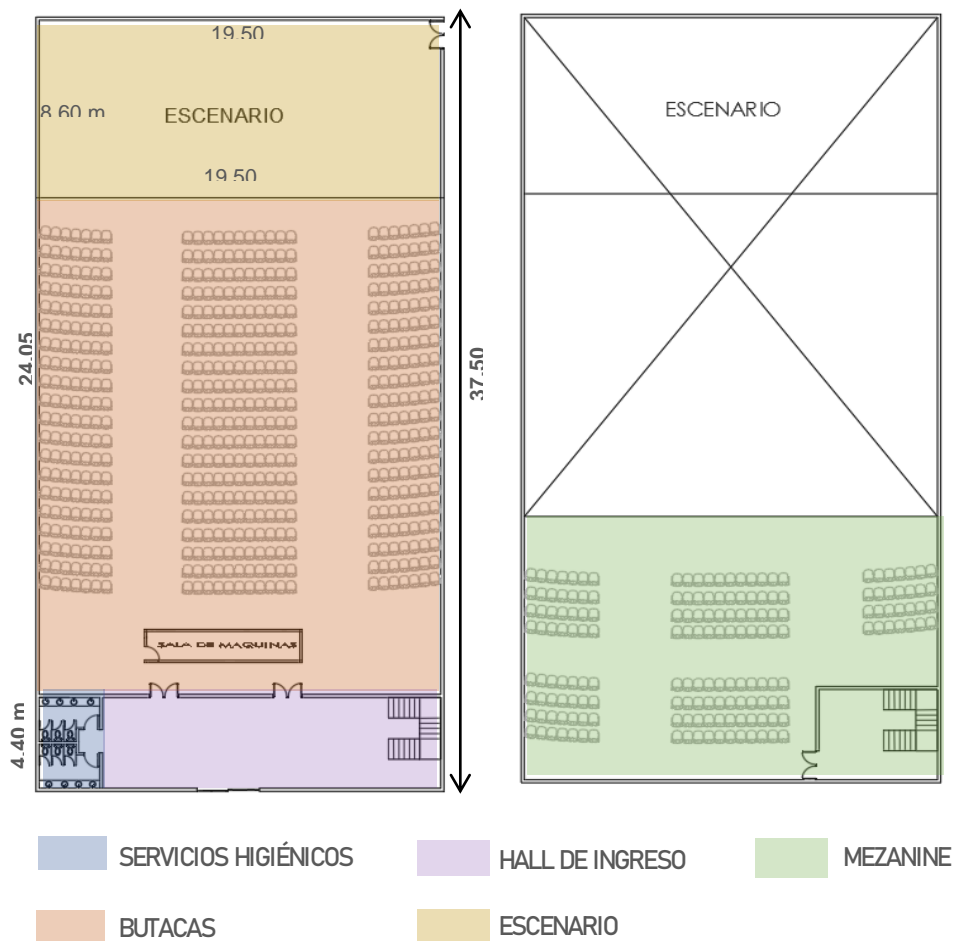 19.50
8.60 m
ESCENARIO
19.50
24.05
37.50
SALA DE MAQUINAS
4.40 m
ESCENARIO
SERVICIOS HIGIÉNICOS
HALL DE INGRESO
MEZANINE
BUTACAS
ESCENARIO